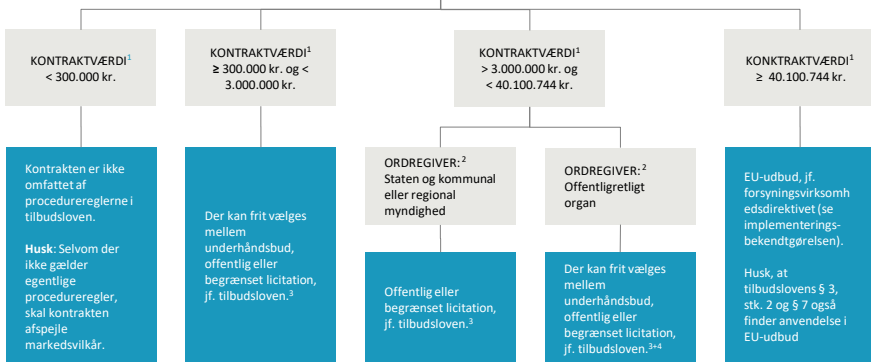 KONTRAKTVÆRDI¹
< 300.000 kr.
KONTRAKTVÆRDI¹
≥ 300.000 kr. og <
3.000.000 kr.
KONTRAKTVÆRDI¹
> 3.000.000 kr. og
< 40.100.744 kr.
KONKTRAKTVÆRDI¹
≥ 40.100.744 kr.
Kontrakten er ikke
omfattet af
procedurereglerne i
tilbudsloven.
Husk: Selvom der
ikke gælder
egentlige
procedureregler,
skal kontrakten
afspejle
markedsvilkår.
Der kan frit vælges
mellem
underhåndsbud,
offentlig eller
begrænset licitation,
jf. tilbudsloven.³
ORDREGIVER:²
Staten og kommunal
eller regional
myndighed
Offentlig eller
begrænset licitation,
jf. tilbudsloven.³
ORDREGIVER:²
Offentligretligt
organ
Der kan frit vælges
mellem
underhåndsbud,
offentlig eller
begrænset licitation,
jf. tilbudsloven.³⁺⁴
EU-udbud, jf.
forsyningsvirksomh
edsdirektivet (se
implementerings-
bekendtgørelsen).
Husk, at
tilbudslovens § 3,
stk. 2 og § 7 også
finder anvendelse i
EU-udbud